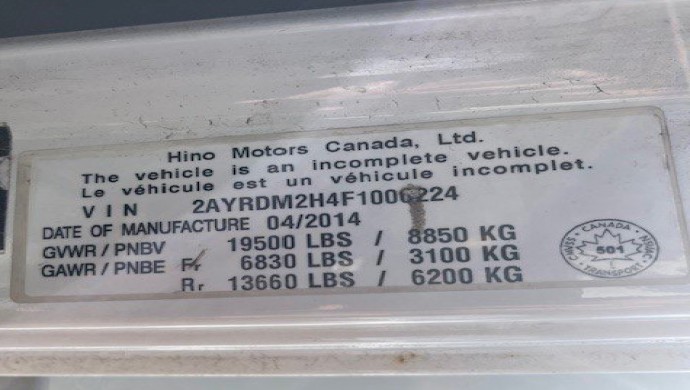 Hino Motors Canada, Ltd.
The vehicle is an incomplete vehicle.
Le véhicule est un véhicule incomplet.
VIN 2AYRDM2H4F1000224
DATE OF MANUFACTURE 04/2014
GVWR / PNBV 19500 LBS / 8850 KG
GAWR / PNBE Fr 6830 LBS / 3100 KG
Rr 13660 LBS / 6200 KG
CANADA
501
TRANSPORT